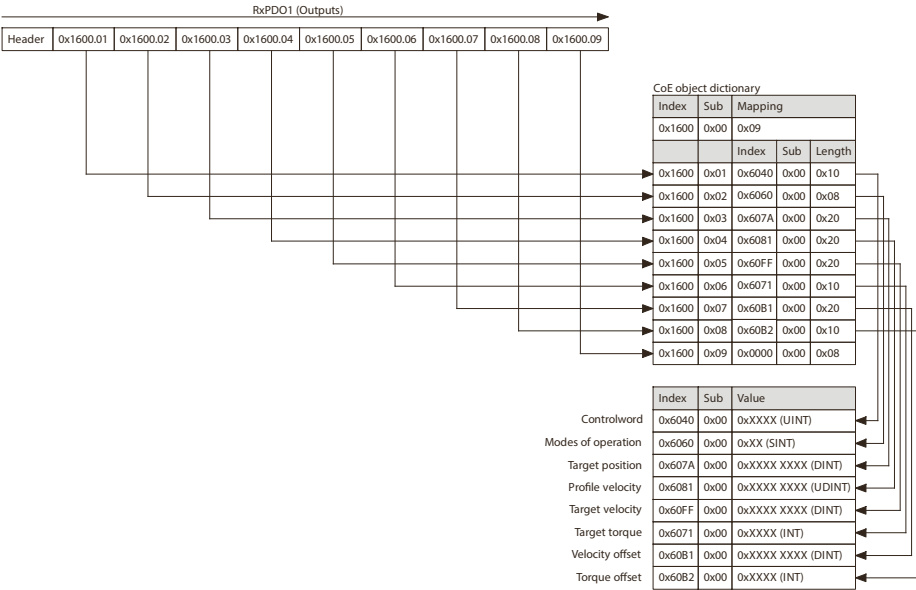 RxPDO1 (Outputs)
Header 0x1600.01 0x1600.02 0x1600.03 0x1600.04 0x1600.05 0x1600.06 0x1600.07 0x1600.08 0x1600.09
CoE object dictionary
Index Sub Mapping
0x1600 0x00 0x09
Index Sub Length
0x1600 0x01 0x6040 0x00 0x10
0x1600 0x02 0x6060 0x00 0x08
0x1600 0x03 0x607A 0x00 0x20
0x1600 0x04 0x6081 0x00 0x20
0x1600 0x05 0x60FF 0x00 0x20
0x1600 0x06 0x6071 0x00 0x10
0x1600 0x07 0x60B1 0x00 0x20
0x1600 0x08 0x60B2 0x00 0x10
0x1600 0x09 0x0000 0x00 0x08
Index Sub Value
Controlword 0x6040 0x00 0xXXXX (UINT)
Modes of operation 0x6060 0x00 0xXX (SINT)
Target position 0x607A 0x00 0xXXXX XXXX (DINT)
Profile velocity 0x6081 0x00 0xXXXX XXXX (UDINT)
Target velocity 0x60FF 0x00 0xXXXX XXXX (DINT)
Target torque 0x6071 0x00 0xXXXX (INT)
Velocity offset 0x60B1 0x00 0xXXXX XXXX (DINT)
Torque offset 0x60B2 0x00 0xXXXX (INT)